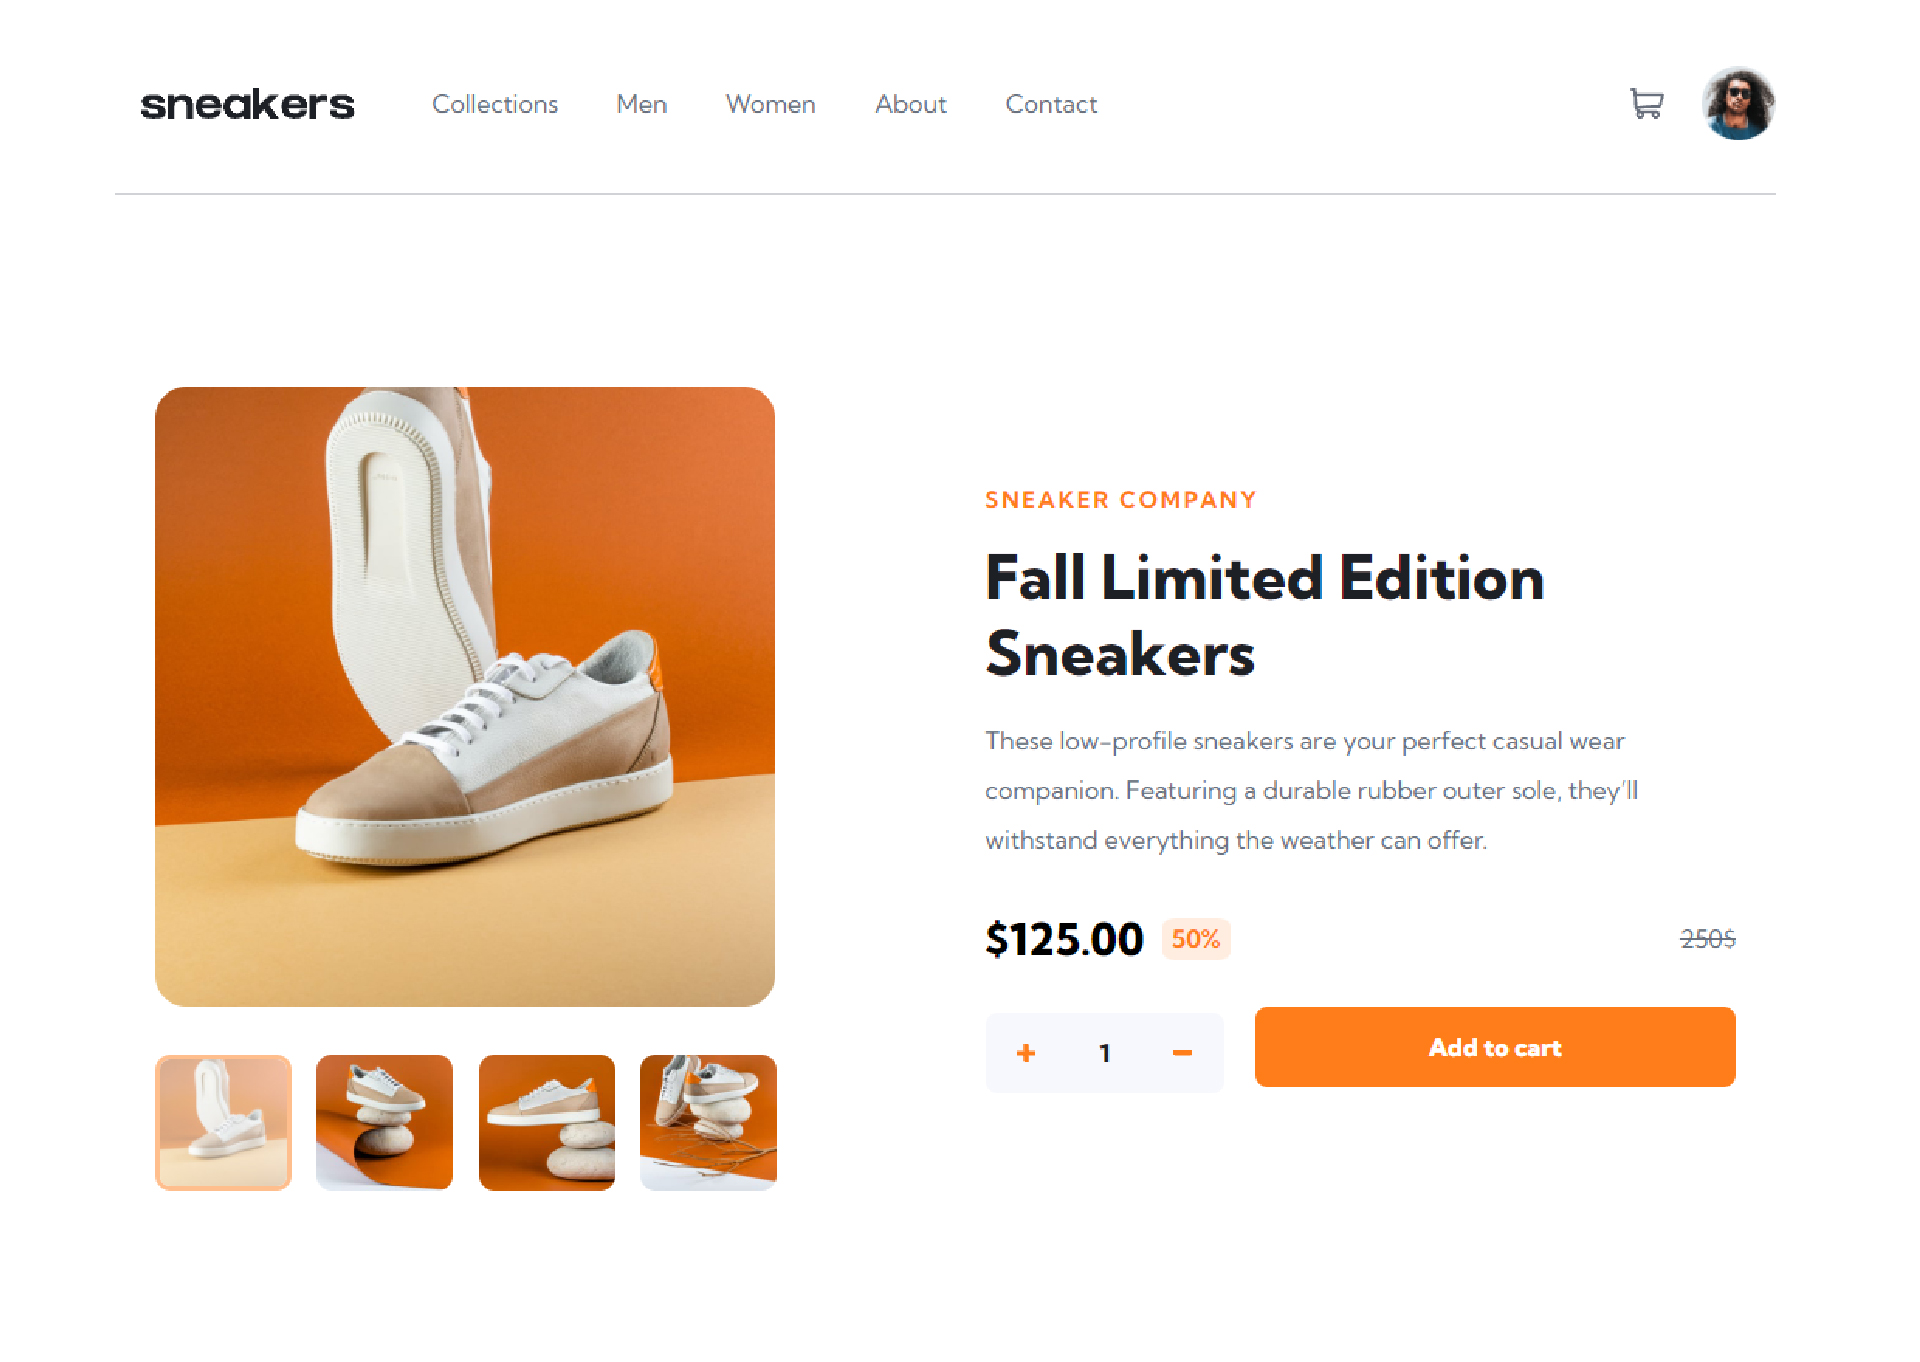 sneakers Collections Men Women About Contact
SNEAKER COMPANY
Fall Limited Edition
Sneakers
These low-profile sneakers are your perfect casual wear
companion. Featuring a durable rubber outer sole, they'll
withstand everything the weather can offer.
$125.00 50% 250$
+ 1 − Add to cart